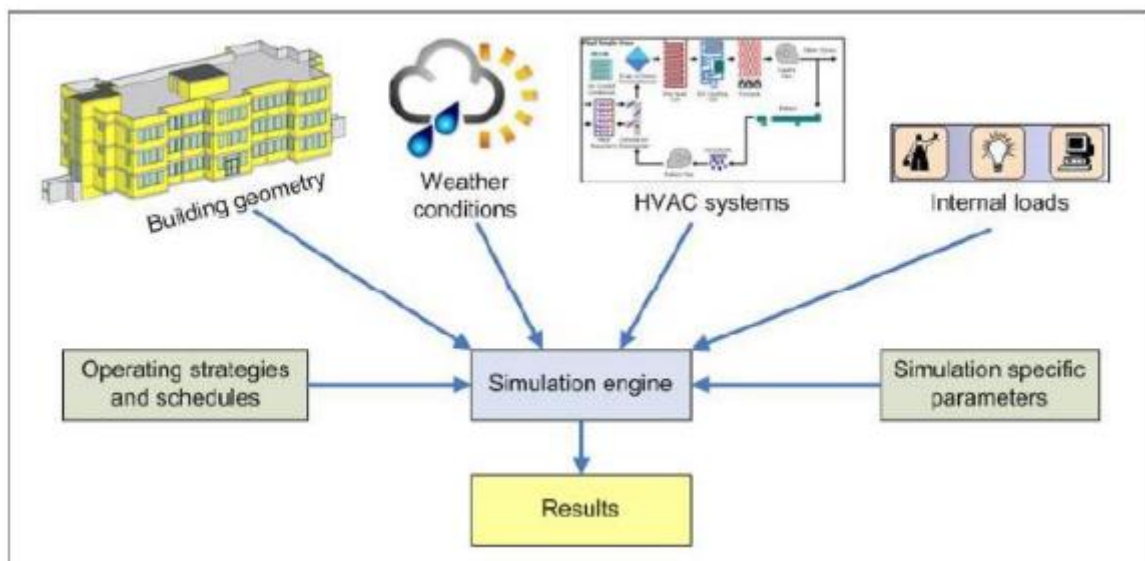 Building geometry
Weather
conditions
HVAC systems
Internal loads
Operating strategies
and schedules
Simulation engine
Simulation specific
parameters
Results